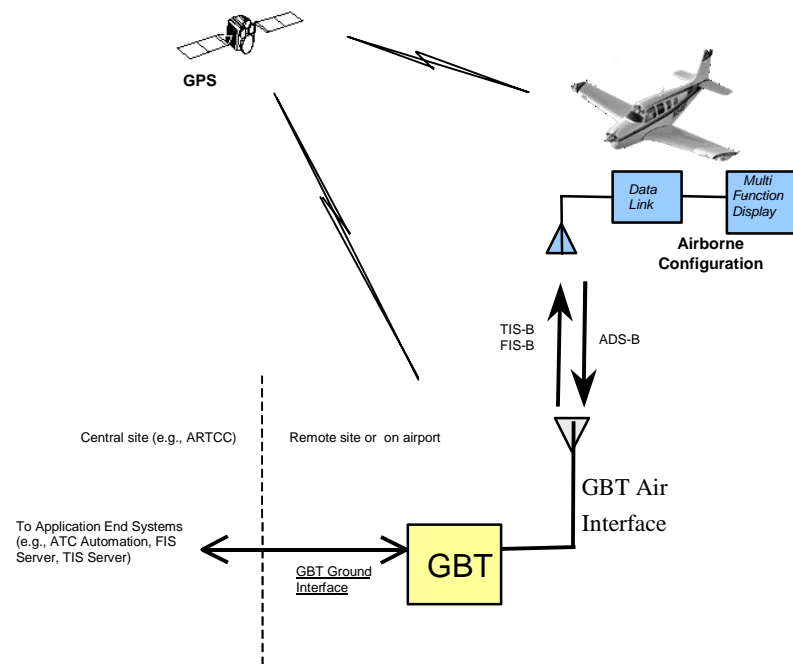 GPS
Data
Link
Multi
Function
Display
Airborne
Configuration
TIS-B
FIS-B
ADS-B
Central site (e.g., ARTCC)
Remote site or on airport
GBT Air
Interface
To Application End Systems
(e.g., ATC Automation, FIS
Server, TIS Server)
GBT
GBT Ground
Interface